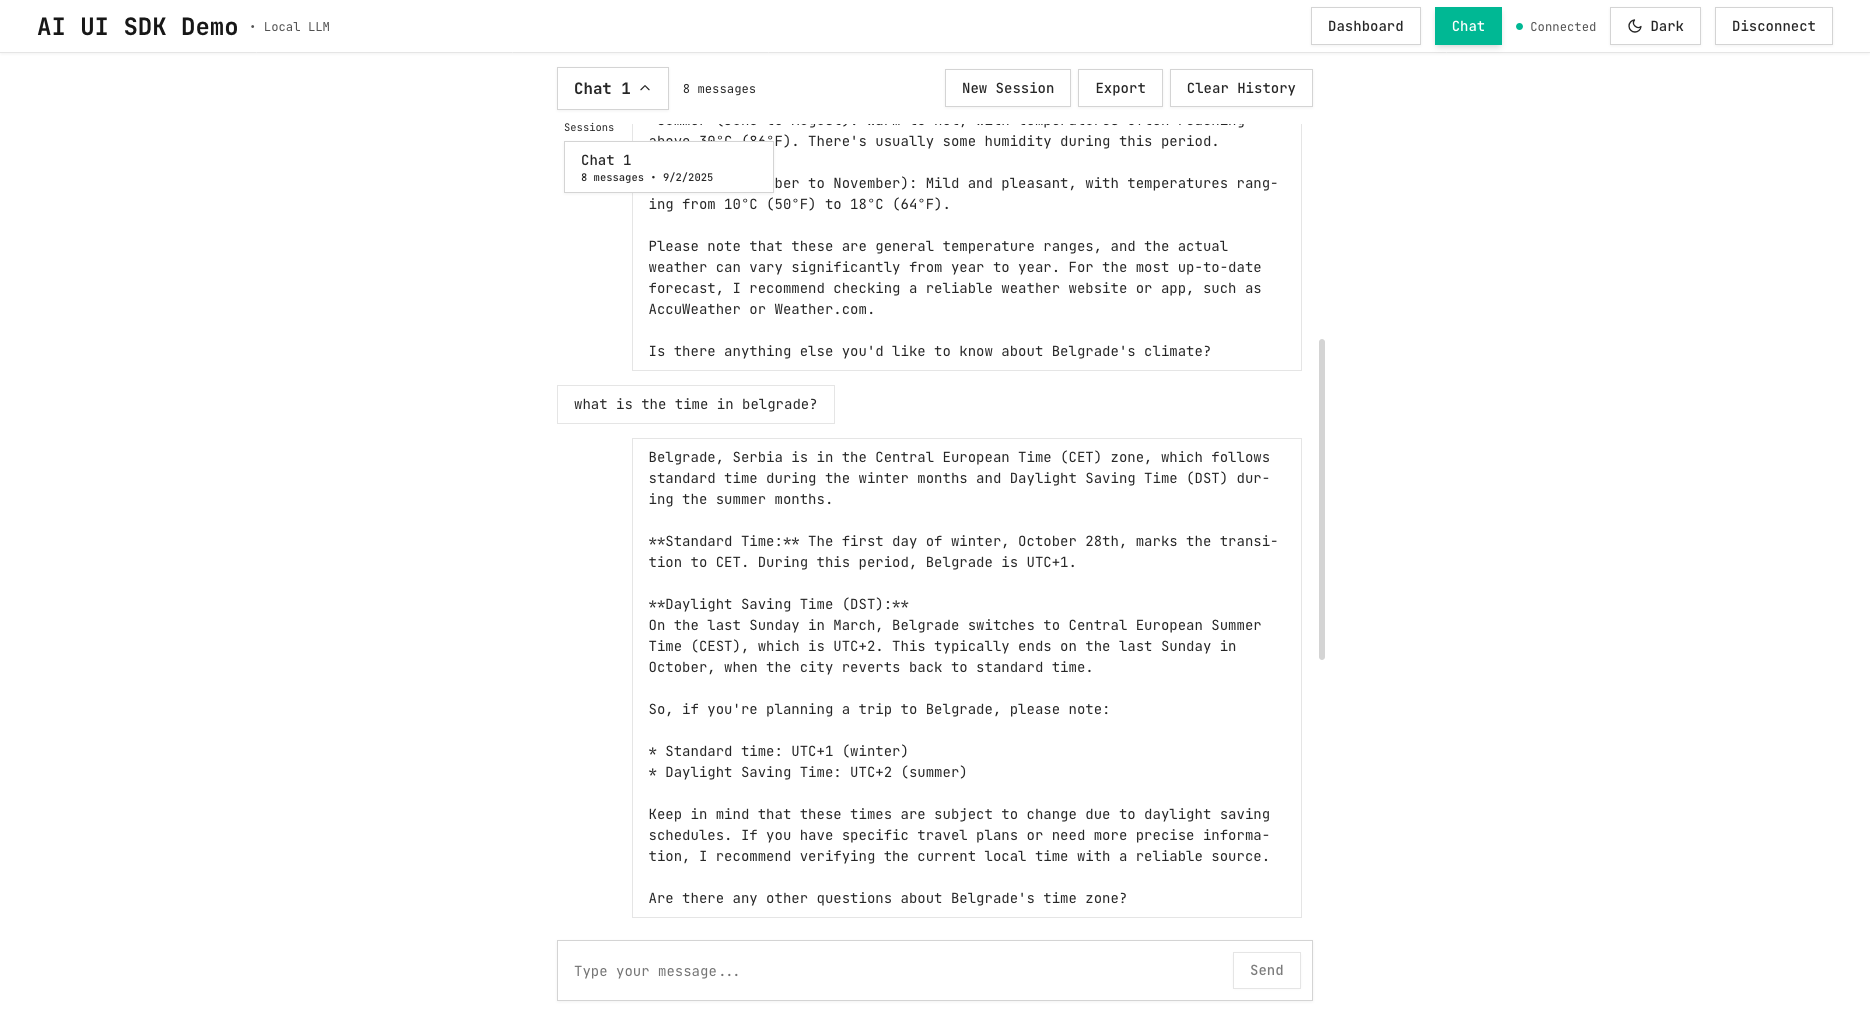 AI UI SDK Demo • Local LLM
Dashboard
Chat
Connected
Dark
Disconnect
Chat 1
8 messages
New Session
Export
Clear History
Sessions
Chat 1
8 messages • 9/2/2025
above 30°C (86°F). There's usually some humidity during this period.
ber to November): Mild and pleasant, with temperatures rang-
ing from 10°C (50°F) to 18°C (64°F).
Please note that these are general temperature ranges, and the actual
weather can vary significantly from year to year. For the most up-to-date
forecast, I recommend checking a reliable weather website or app, such as
AccuWeather or Weather.com.
Is there anything else you'd like to know about Belgrade's climate?
what is the time in belgrade?
Belgrade, Serbia is in the Central European Time (CET) zone, which follows
standard time during the winter months and Daylight Saving Time (DST) dur-
ing the summer months.
**Standard Time:** The first day of winter, October 28th, marks the transi-
tion to CET. During this period, Belgrade is UTC+1.
**Daylight Saving Time (DST):**
On the last Sunday in March, Belgrade switches to Central European Summer
Time (CEST), which is UTC+2. This typically ends on the last Sunday in
October, when the city reverts back to standard time.
So, if you're planning a trip to Belgrade, please note:
* Standard time: UTC+1 (winter)
* Daylight Saving Time: UTC+2 (summer)
Keep in mind that these times are subject to change due to daylight saving
schedules. If you have specific travel plans or need more precise informa-
tion, I recommend verifying the current local time with a reliable source.
Are there any other questions about Belgrade's time zone?
Type your message...
Send